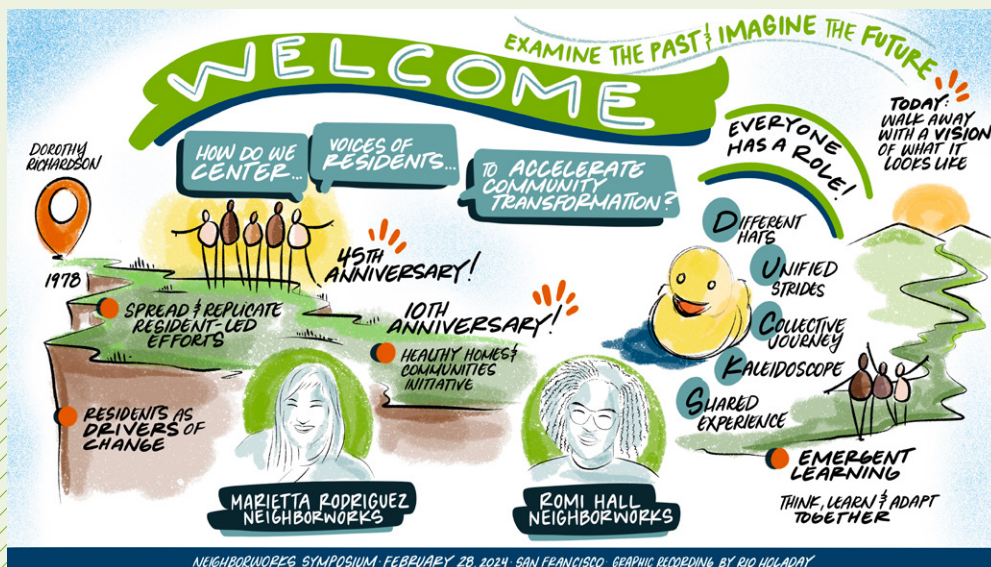 EXAMINE THE PAST & IMAGINE THE FUTURE
WELCOME
DOROTHY
RICHARDSON
1978
HOW DO WE
CENTER...
VOICES OF
RESIDENTS...
TO ACCELERATE
COMMUNITY
TRANSFORMATION?
EVERYONE
HAS A ROLE!
TODAY:
WALK AWAY
WITH A VISION
OF WHAT IT
LOOKS LIKE
45TH
ANNIVERSARY!
SPREAD & REPLICATE
RESIDENT-LED
EFFORTS
10TH
ANNIVERSARY!
HEALTHY HOMES &
COMMUNITIES
INITIATIVE
RESIDENTS AS
DRIVERS OF
CHANGE
DIFFERENT
HATS
UNIFIED
STRIDES
COLLECTIVE
JOURNEY
KALEIDOSCOPE
SHARED
EXPERIENCE
EMERGENT
LEARNING
THINK, LEARN & ADAPT
TOGETHER
MARIETTA RODRIGUEZ
NEIGHBORWORKS
ROMI HALL
NEIGHBORWORKS
NEIGHBORWORKS SYMPOSIUM · FEBRUARY 28, 2024 · SAN FRANCISCO · GRAPHIC RECORDING BY RIO HOLADAY